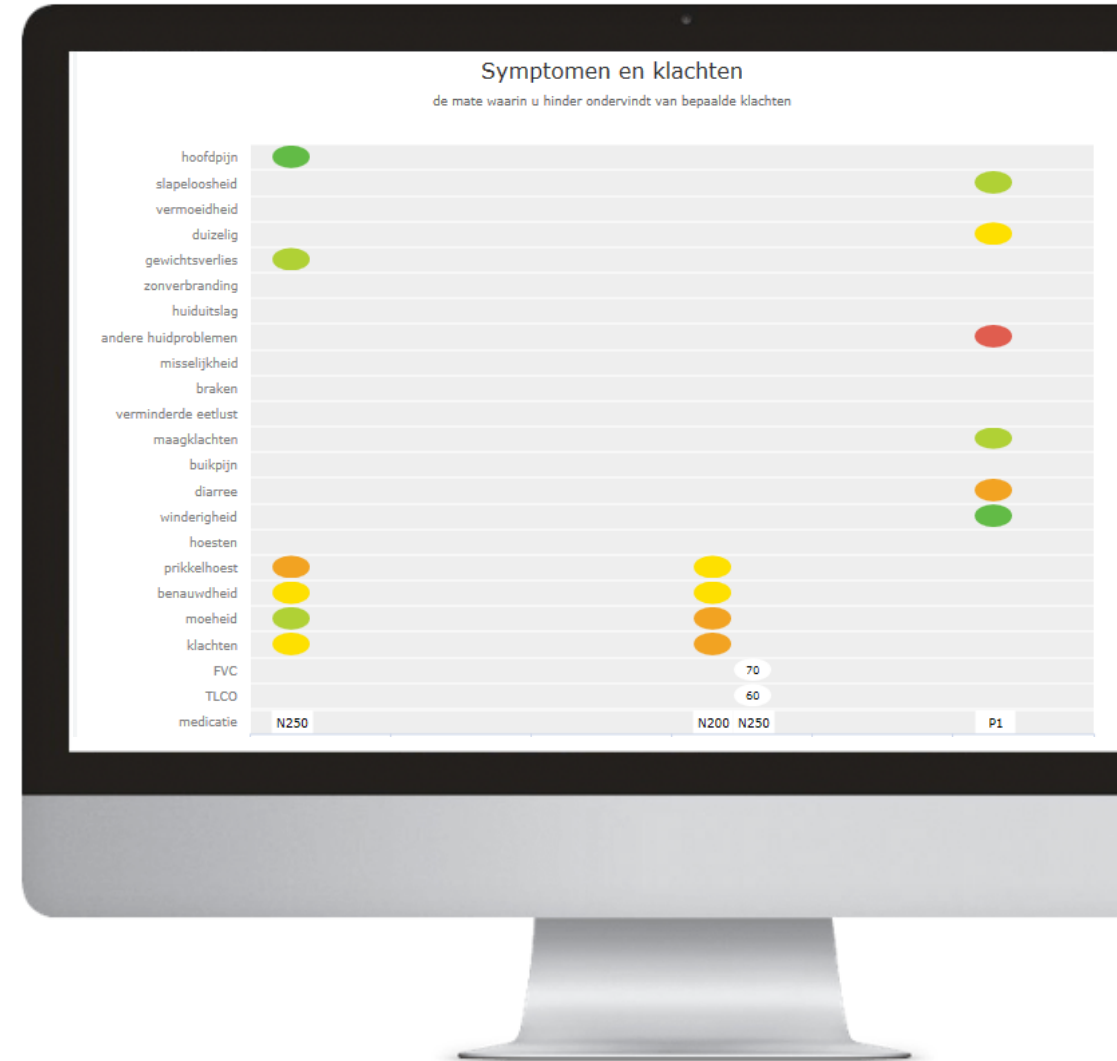 Symptomen en klachten
de mate waarin u hinder ondervindt van bepaalde klachten
hoofdpijn
slapeloosheid
vermoeidheid
duizelig
gewichtsverlies
zonverbranding
huiduitslag
andere huidproblemen
misselijkheid
braken
verminderde eetlust
maagklachten
buikpijn
diarree
winderigheid
hoesten
prikkelhoest
benauwdheid
moeheid
klachten
FVC 70
TLCO 60
medicatie N250 N200 N250 P1